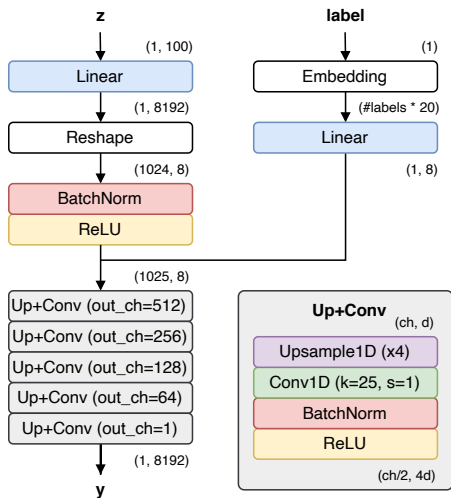 z
label
(1, 100)
(1)
Linear
Embedding
(1, 8192)
(#labels * 20)
Reshape
Linear
(1024, 8)
(1, 8)
BatchNorm
ReLU
(1025, 8)
Up+Conv (out_ch=512)
Up+Conv (out_ch=256)
Up+Conv (out_ch=128)
Up+Conv (out_ch=64)
Up+Conv (out_ch=1)
(1, 8192)
y
Up+Conv
(ch, d)
Upsample1D (x4)
Conv1D (k=25, s=1)
BatchNorm
ReLU
(ch/2, 4d)